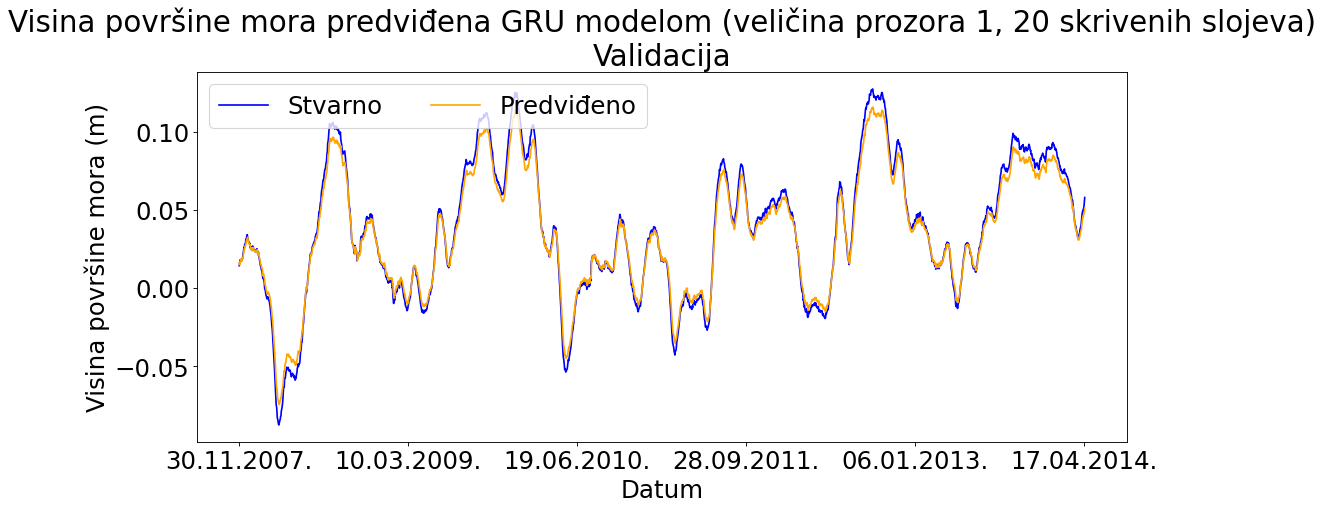 Visina površine mora predviđena GRU modelom (veličina prozora 1, 20 skrivenih slojeva)
Validacija
Stvarno Predviđeno
Visina površine mora (m)
0.10
0.05
0.00
−0.05
30.11.2007. 10.03.2009. 19.06.2010. 28.09.2011. 06.01.2013. 17.04.2014.
Datum